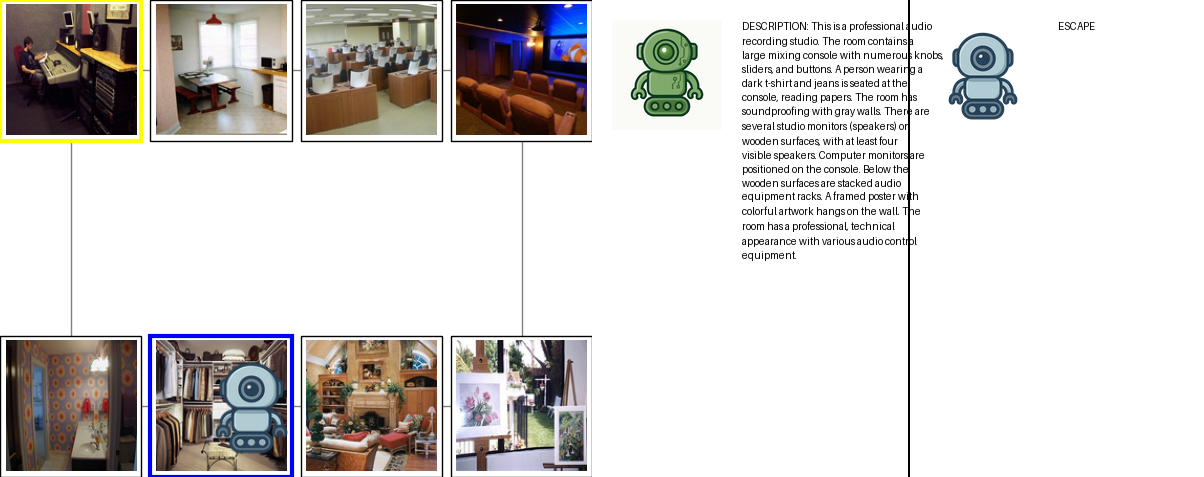 DESCRIPTION: This is a professional audio
recording studio. The room contains a
large mixing console with numerous knobs,
sliders, and buttons. A person wearing a
dark t-shirt and jeans is seated at the
console, reading papers. The room has
soundproofing with gray walls. There are
several studio monitors (speakers) on
wooden surfaces, with at least four
visible speakers. Computer monitors are
positioned on the console. Below the
wooden surfaces are stacked audio
equipment racks. A framed poster with
colorful artwork hangs on the wall. The
room has a professional, technical
appearance with various audio control
equipment.
ESCAPE